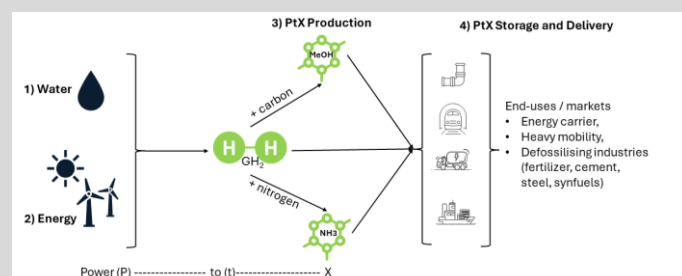 3) PtX Production
4) PtX Storage and Delivery
1) Water
MeOH
+ carbon
H H
GH2
+ nitrogen
NH3
2) Energy
End-uses / markets
• Energy carrier,
• Heavy mobility,
• Defossilising industries
(fertilizer, cement,
steel, synfuels)
Power (P) ----------------- to (t)-------------------- X